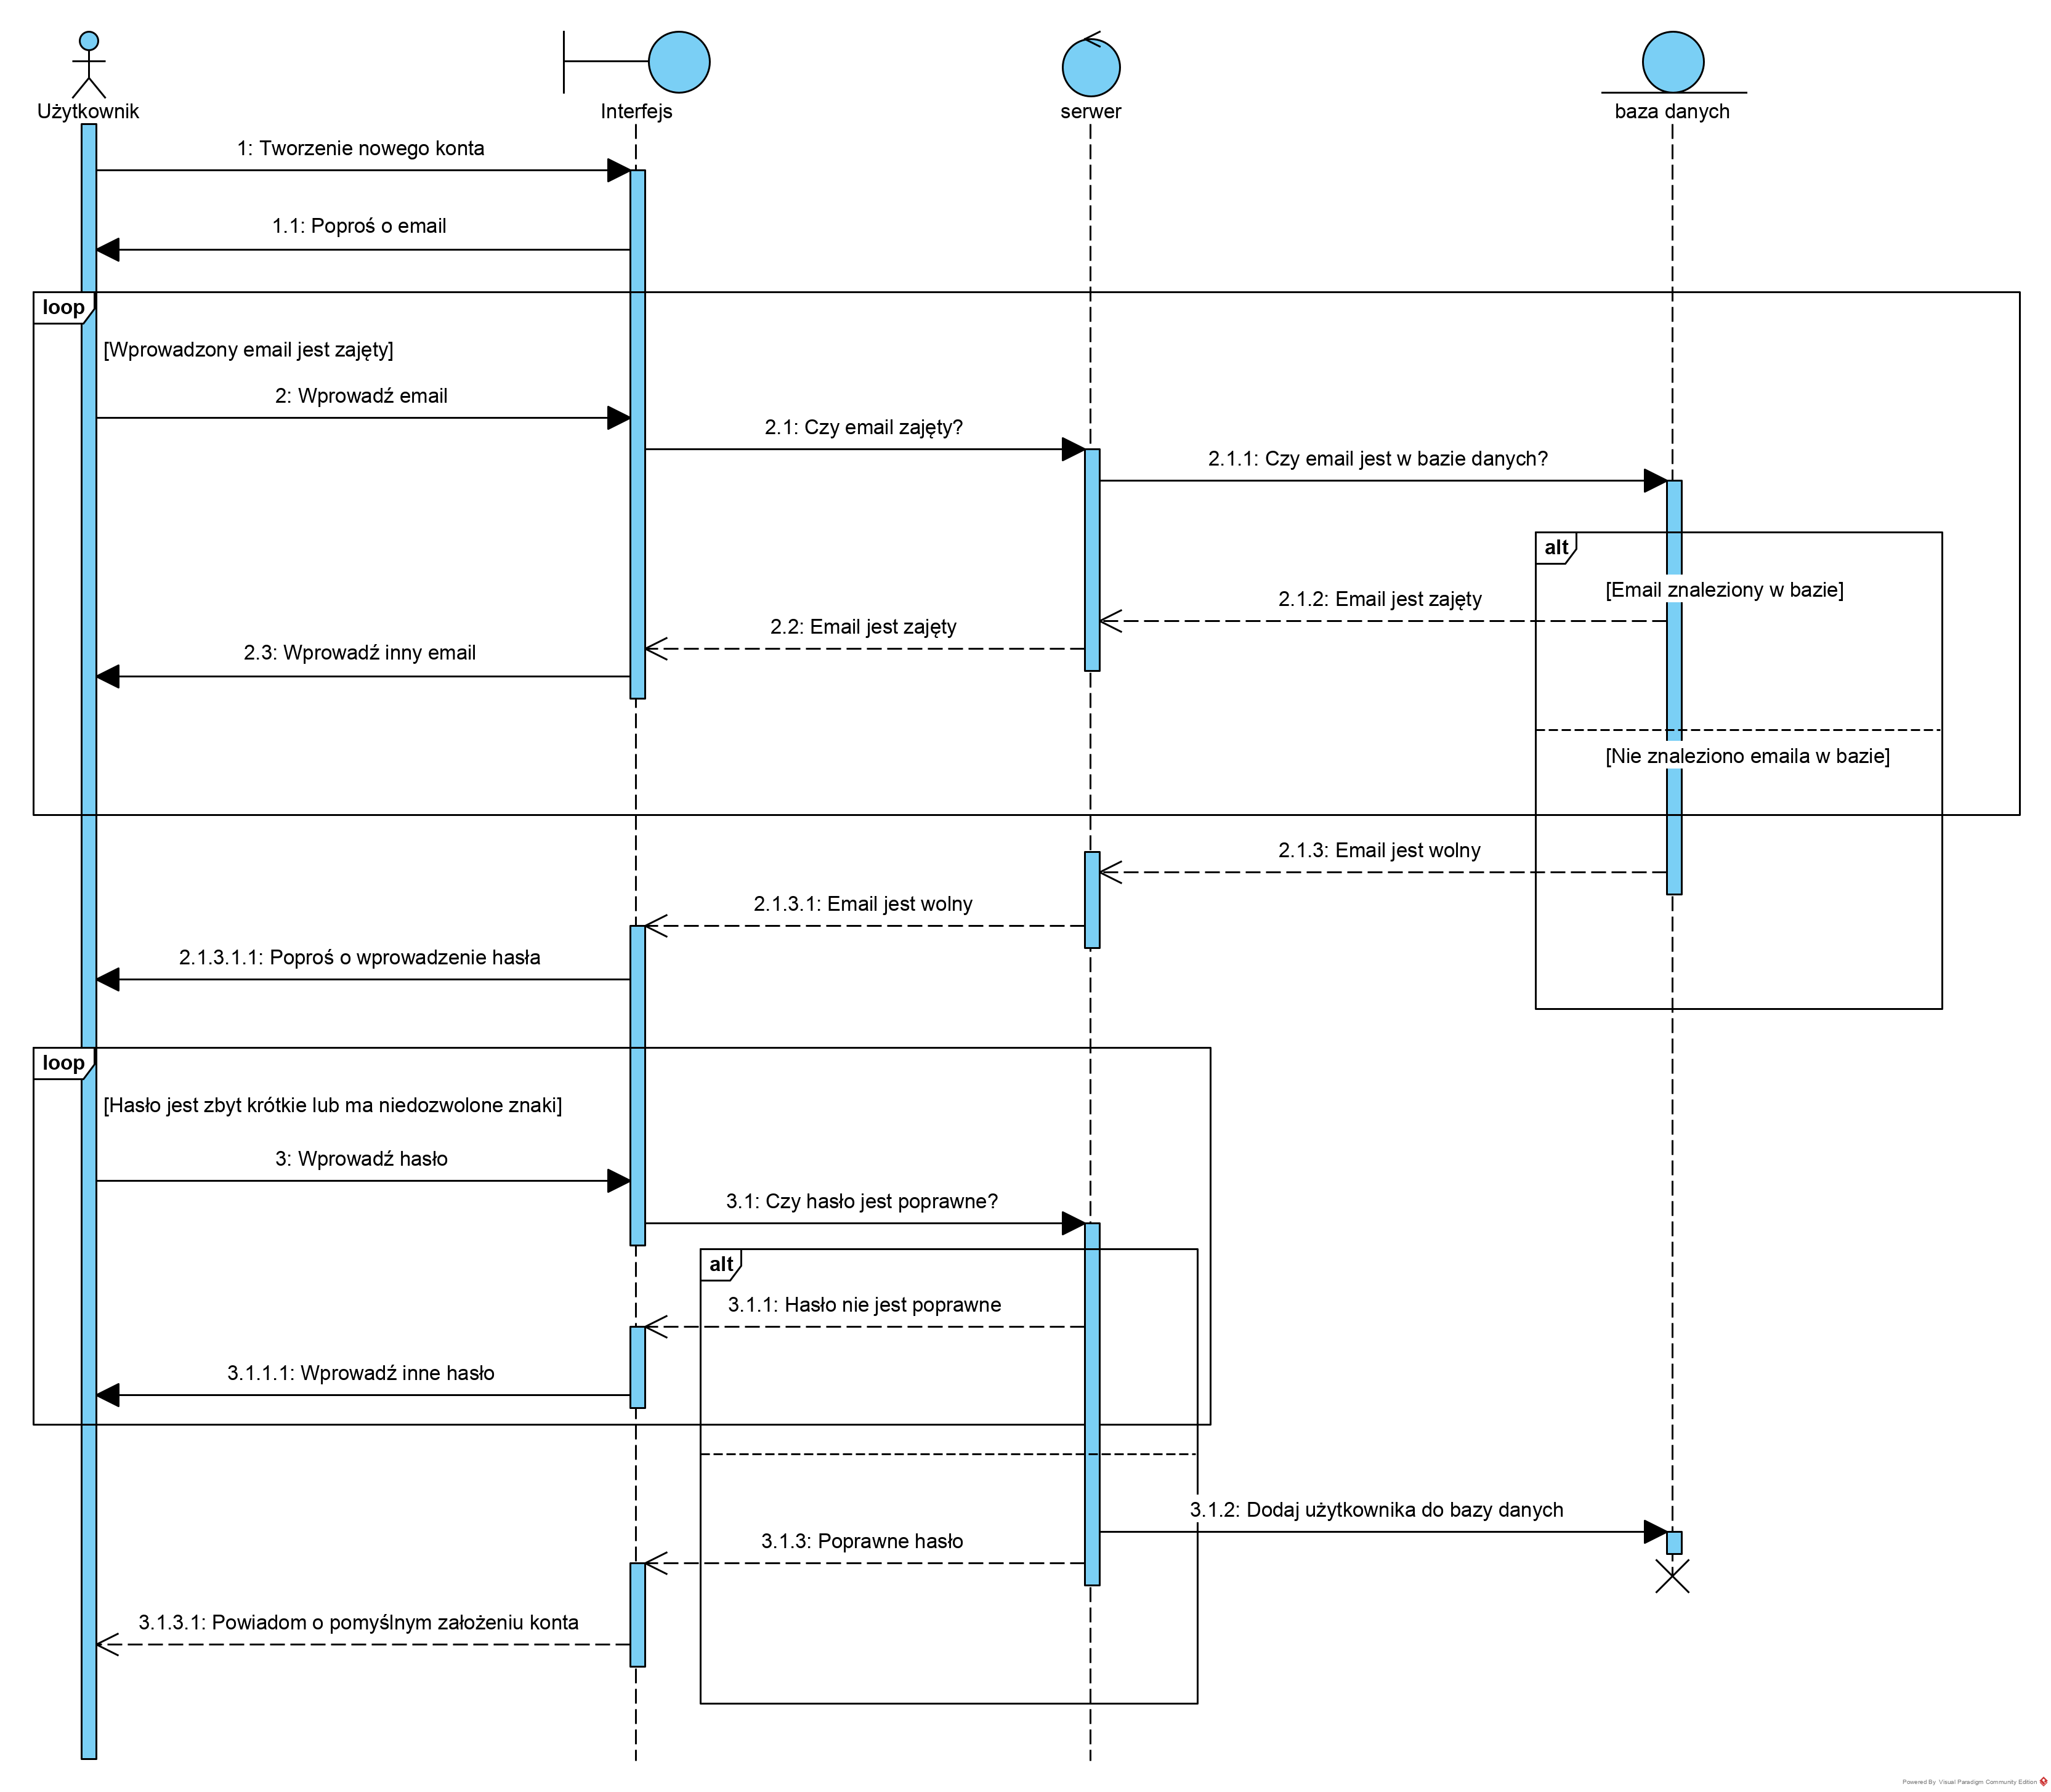 Użytkownik
Interfejs
serwer
baza danych
1: Tworzenie nowego konta
1.1: Poproś o email
loop
[Wprowadzony email jest zajęty]
2: Wprowadź email
2.1: Czy email zajęty?
2.1.1: Czy email jest w bazie danych?
alt
[Email znaleziony w bazie]
2.1.2: Email jest zajęty
2.2: Email jest zajęty
2.3: Wprowadź inny email
[Nie znaleziono emaila w bazie]
2.1.3: Email jest wolny
2.1.3.1: Email jest wolny
2.1.3.1.1: Poproś o wprowadzenie hasła
loop
[Hasło jest zbyt krótkie lub ma niedozwolone znaki]
3: Wprowadź hasło
3.1: Czy hasło jest poprawne?
alt
3.1.1: Hasło nie jest poprawne
3.1.1.1: Wprowadź inne hasło
3.1.2: Dodaj użytkownika do bazy danych
3.1.3: Poprawne hasło
3.1.3.1: Powiadom o pomyślnym założeniu konta
Powered By Visual Paradigm Community Edition